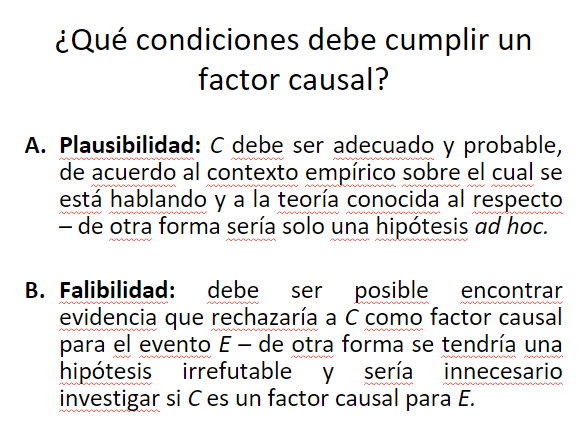 ¿Qué condiciones debe cumplir un
factor causal?
A. Plausibilidad: C debe ser adecuado y probable,
de acuerdo al contexto empírico sobre el cual se
está hablando y a la teoría conocida al respecto
– de otra forma sería solo una hipótesis ad hoc.
B. Falibilidad: debe ser posible encontrar
evidencia que rechazaría a C como factor causal
para el evento E – de otra forma se tendría una
hipótesis irrefutable y sería innecesario
investigar si C es un factor causal para E.